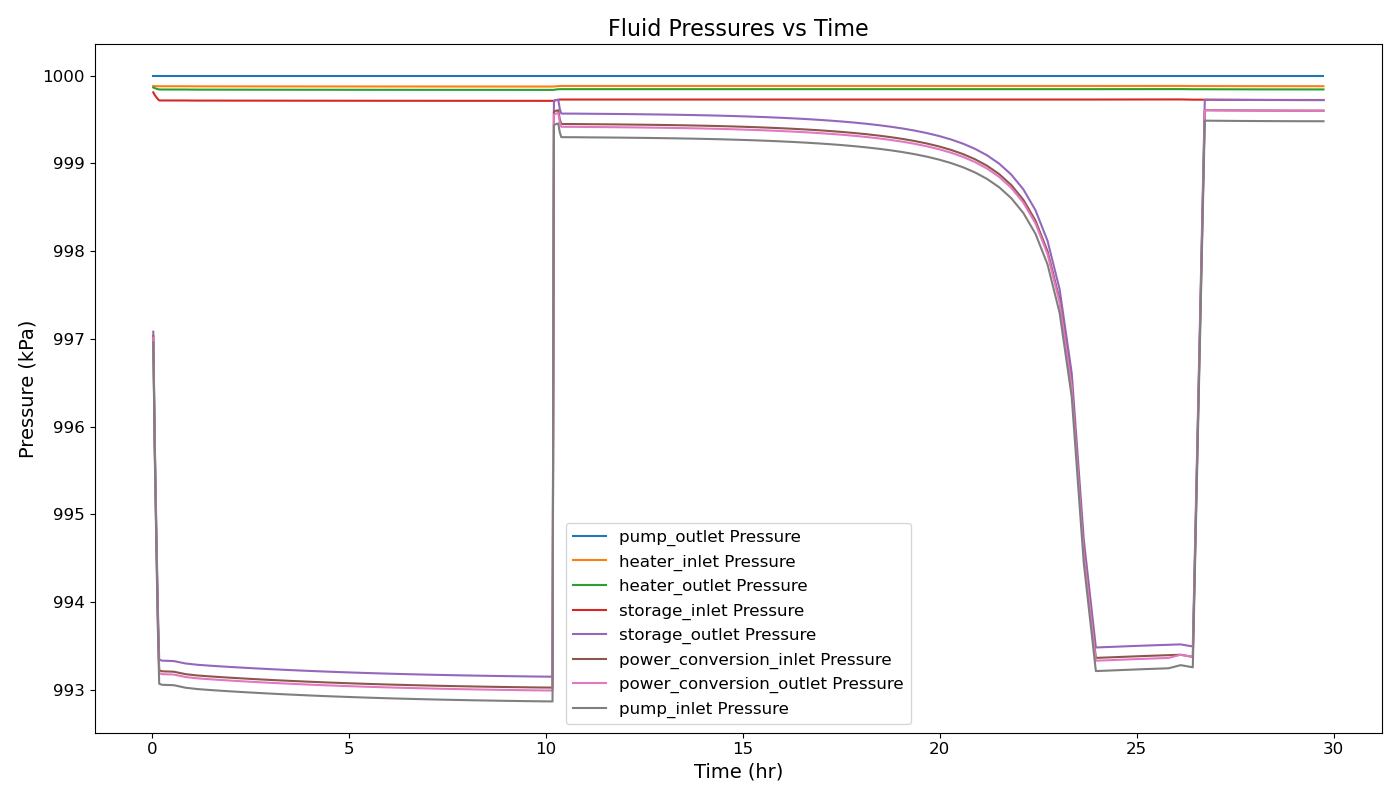 Fluid Pressures vs Time
Pressure (kPa)
1000
999
998
997
996
995
994
993
pump_outlet Pressure
heater_inlet Pressure
heater_outlet Pressure
storage_inlet Pressure
storage_outlet Pressure
power_conversion_inlet Pressure
power_conversion_outlet Pressure
pump_inlet Pressure
0 5 10 15 20 25 30
Time (hr)